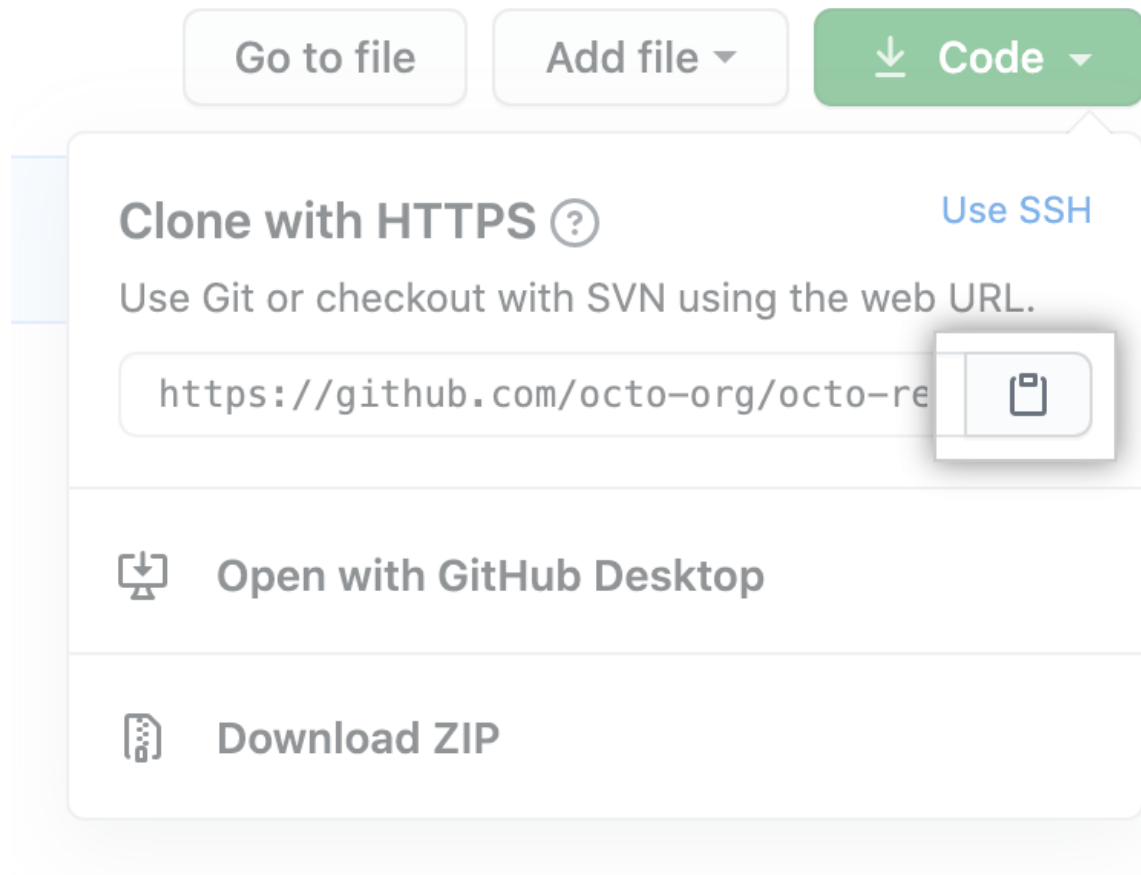 Go to file
Add file
Code
Clone with HTTPS ?
Use SSH
Use Git or checkout with SVN using the web URL.
https://github.com/octo-org/octo-re
Open with GitHub Desktop
Download ZIP